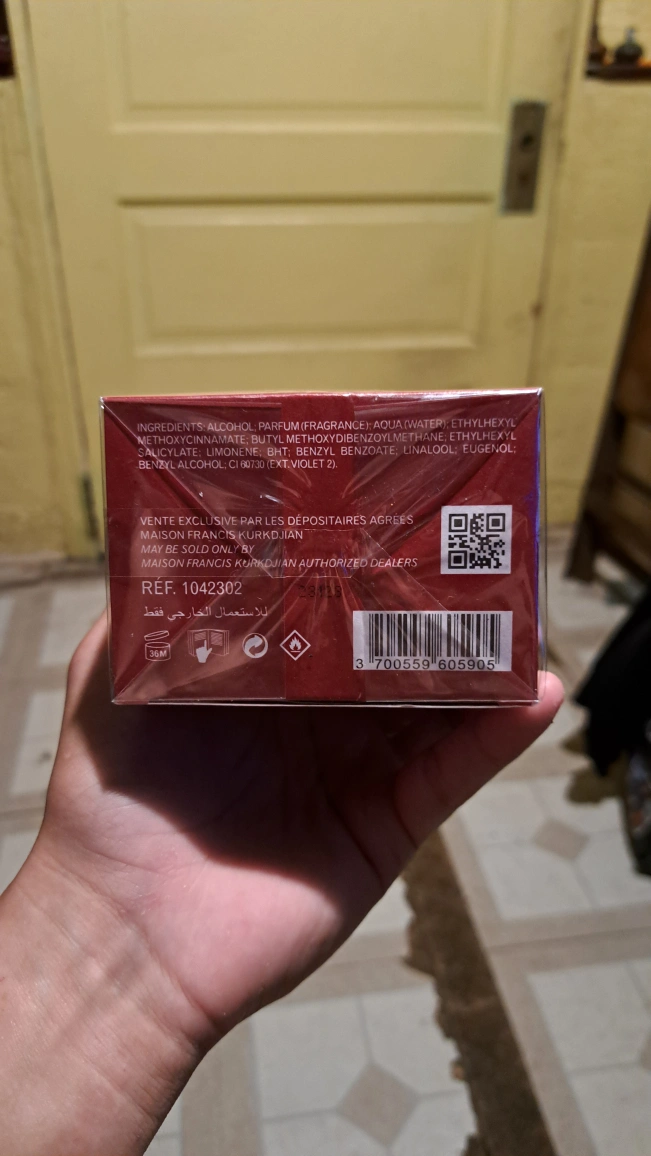 INGREDIENTS: ALCOHOL; PARFUM (FRAGRANCE); AQUA (WATER); ETHYLHEXYL
METHOXYCINNAMATE; BUTYL METHOXYDIBENZOYLMETHANE; ETHYLHEXYL
SALICYLATE; LIMONENE; BHT; BENZYL BENZOATE; LINALOOL; EUGENOL;
BENZYL ALCOHOL; CI 60730 (EXT.VIOLET 2).
VENTE EXCLUSIVE PAR LES DÉPOSITAIRES AGRÉÉS
MAISON FRANCIS KURKDJIAN
MAY BE SOLD ONLY BY
MAISON FRANCIS KURKDJIAN AUTHORIZED DEALERS
RÉF. 1042302
للاستعمال الخارجي فقط
36M
3 700559 605905